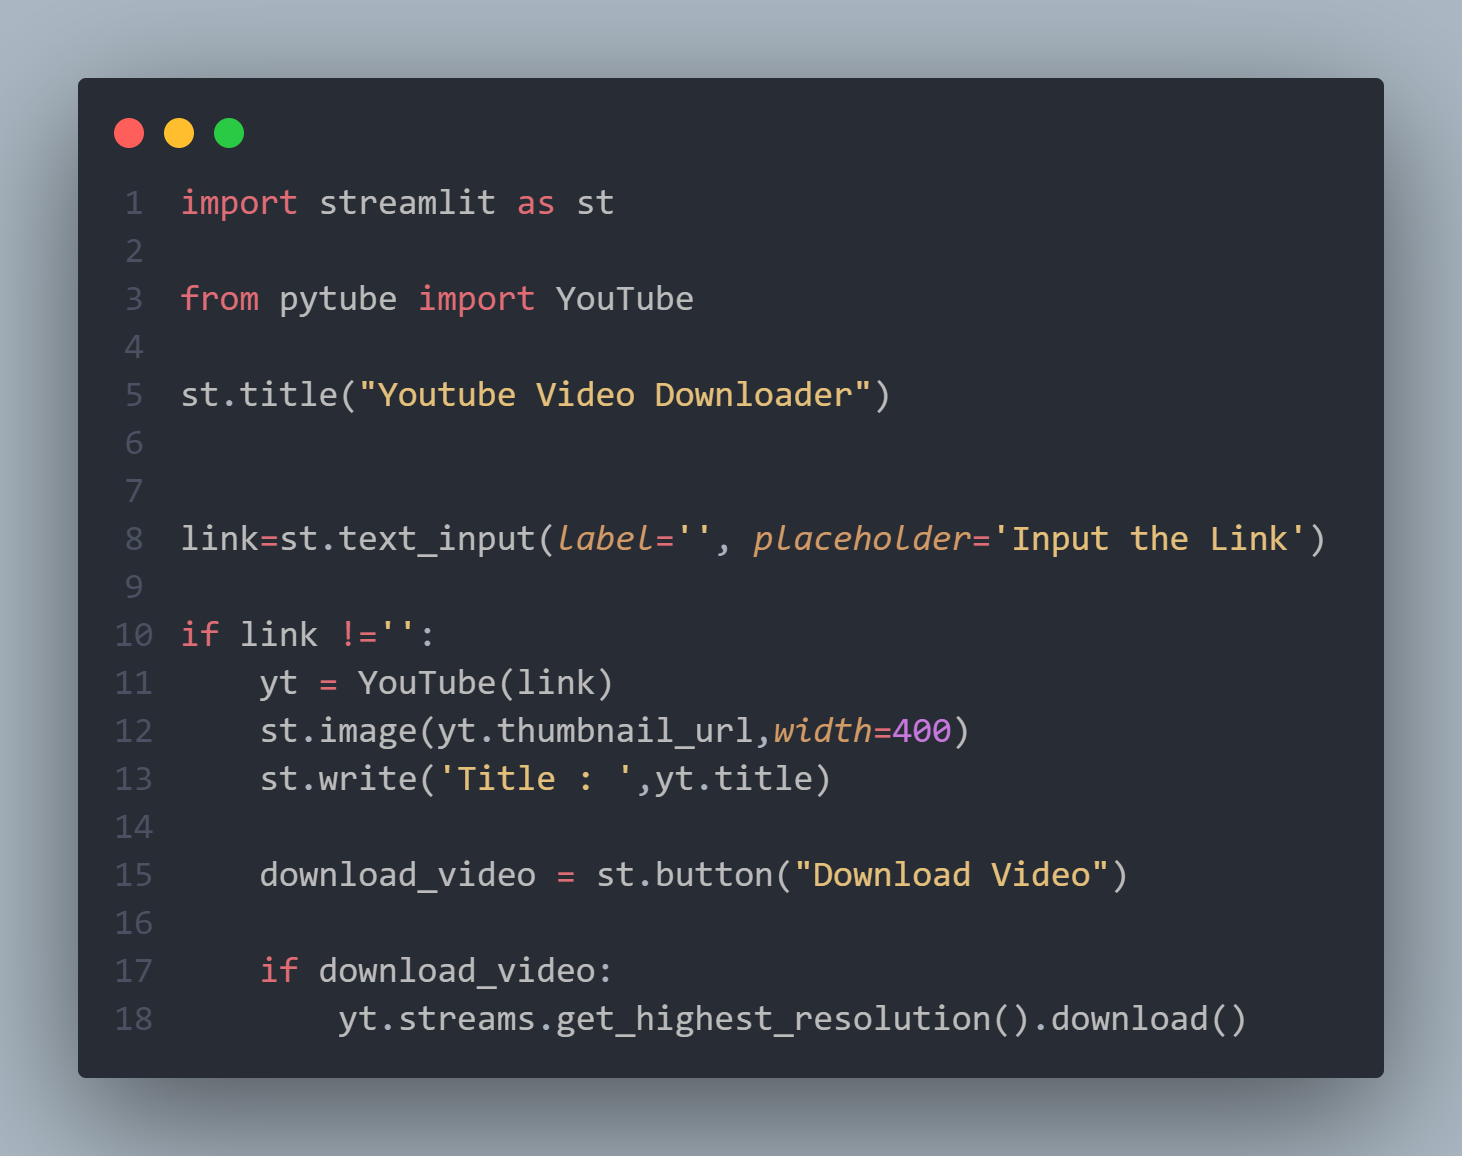 1 import streamlit as st
2
3 from pytube import YouTube
4
5 st.title("Youtube Video Downloader")
6
7
8 link=st.text_input(label='', placeholder='Input the Link')
9
10 if link !='':
11     yt = YouTube(link)
12     st.image(yt.thumbnail_url,width=400)
13     st.write('Title : ',yt.title)
14
15     download_video = st.button("Download Video")
16
17     if download_video:
18         yt.streams.get_highest_resolution().download()